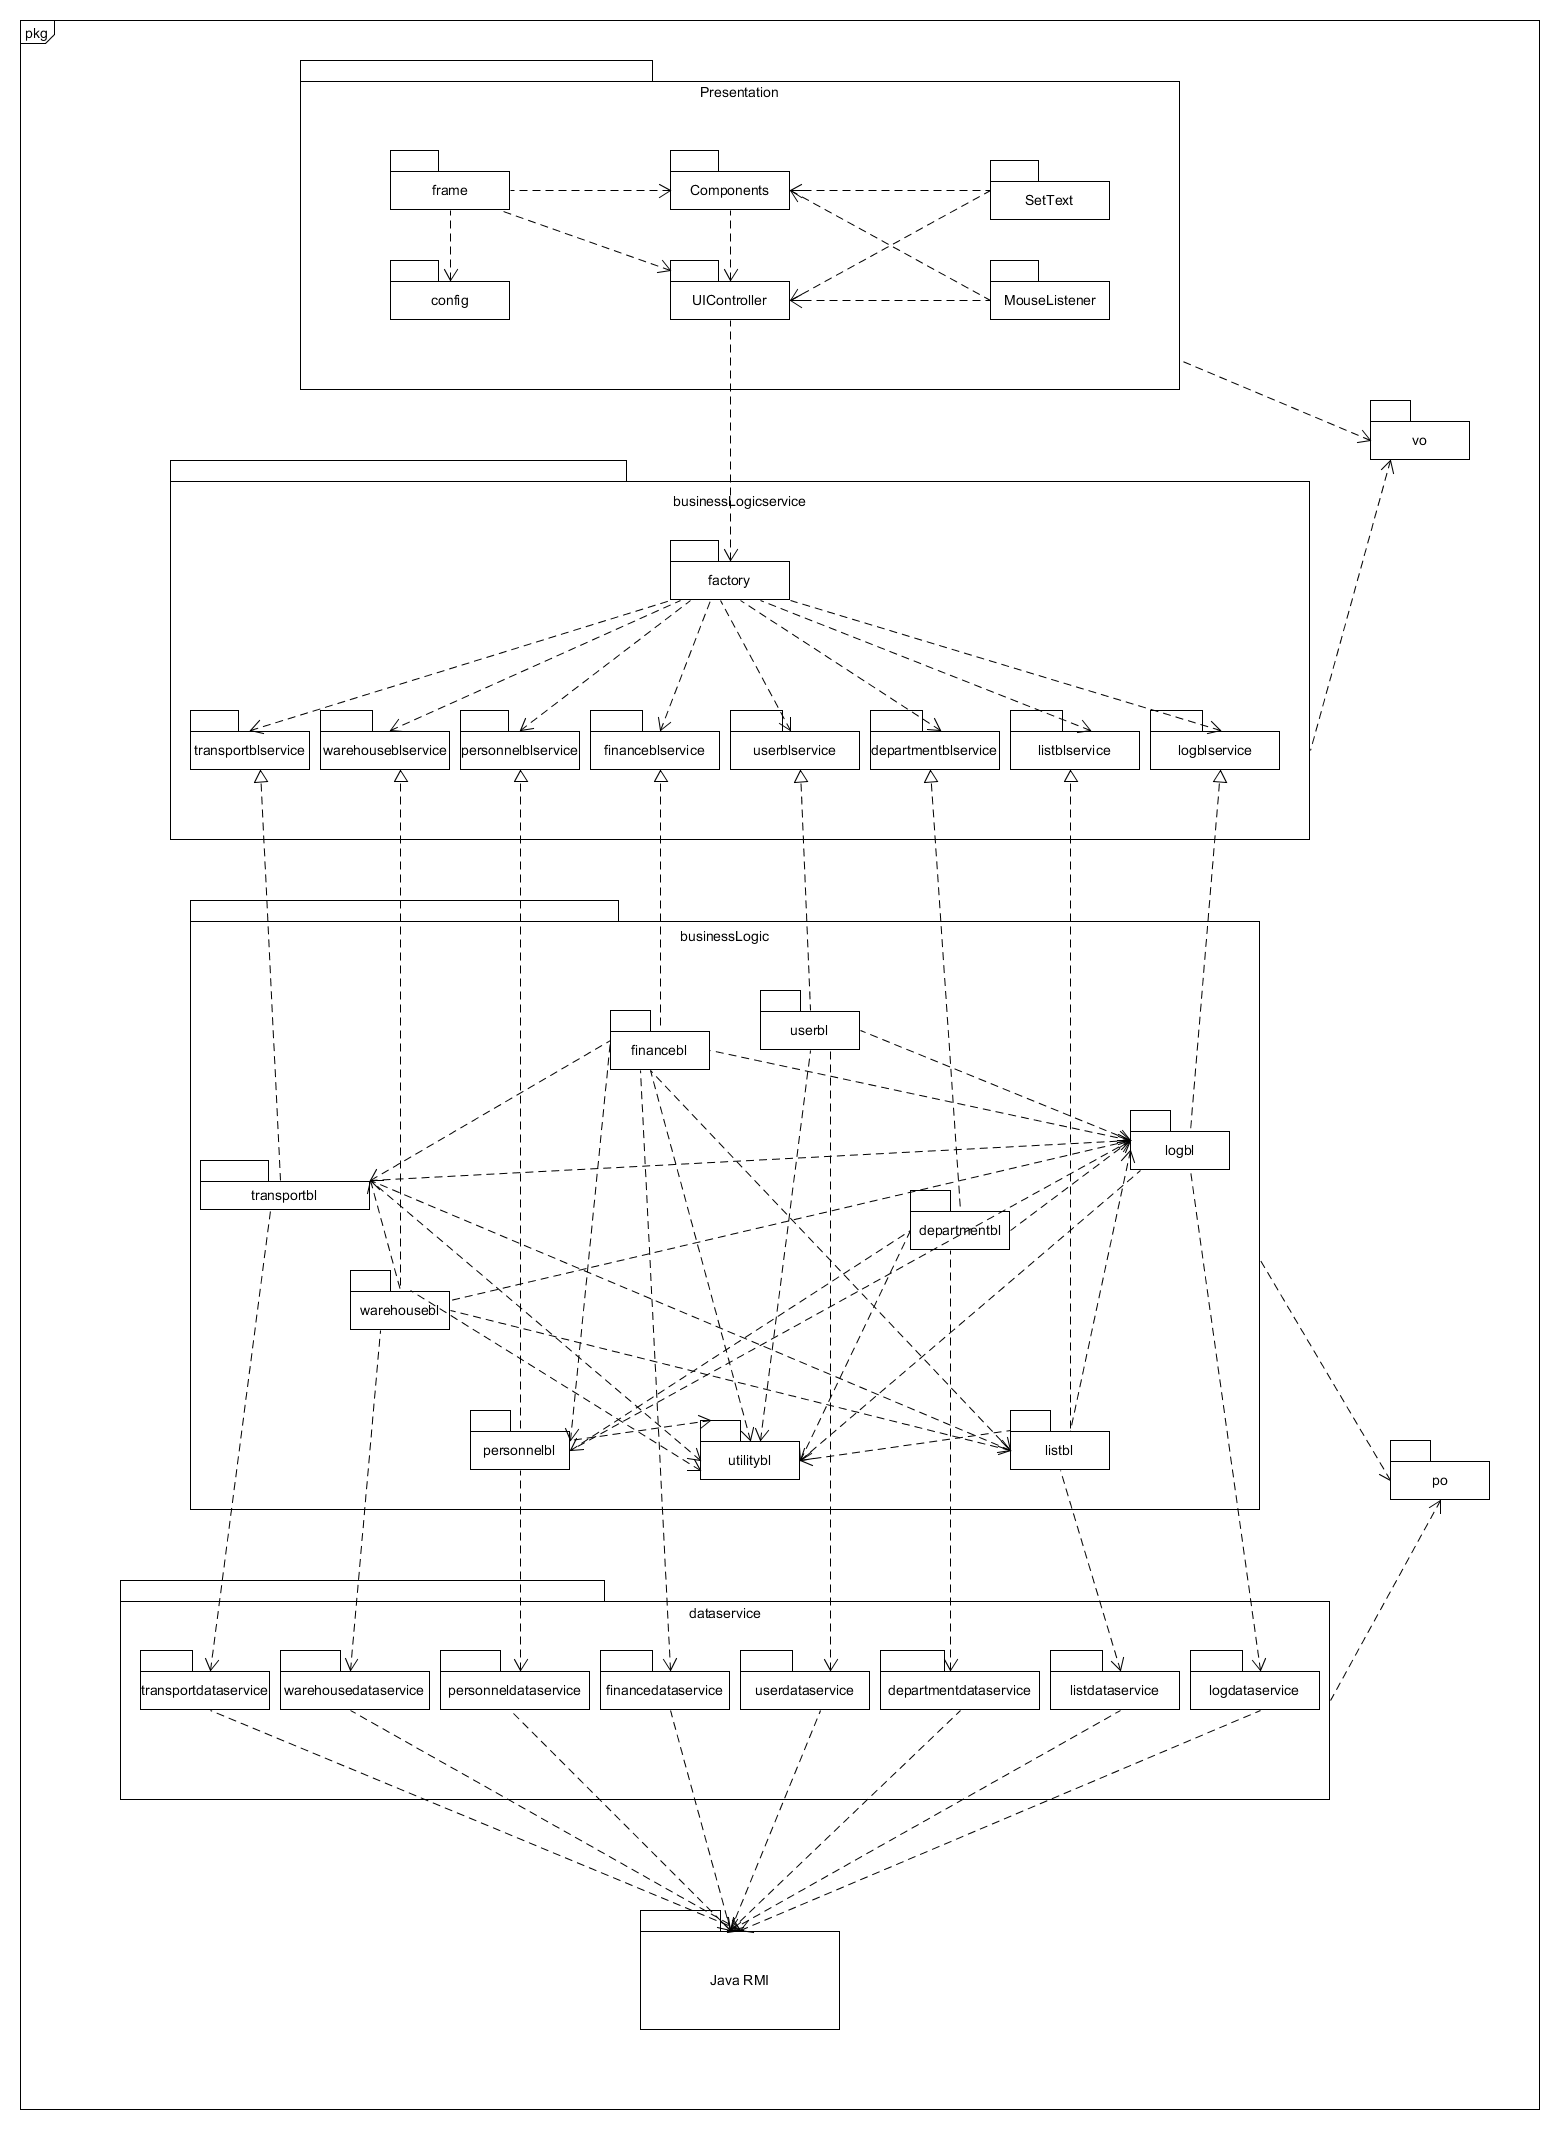 pkg
Presentation
frame
Components
SetText
config
UIController
MouseListener
vo
businessLogicservice
factory
transportblservice
warehouseblservice
personnelblservice
financeblservice
userblservice
departmentblservice
listblservice
logblservice
businessLogic
userbl
financebl
logbl
transportbl
departmentbl
warehousebl
personnelbl
utilitybl
listbl
po
dataservice
transportdataservice
warehousedataservice
personneldataservice
financedataservice
userdataservice
departmentdataservice
listdataservice
logdataservice
Java RMI